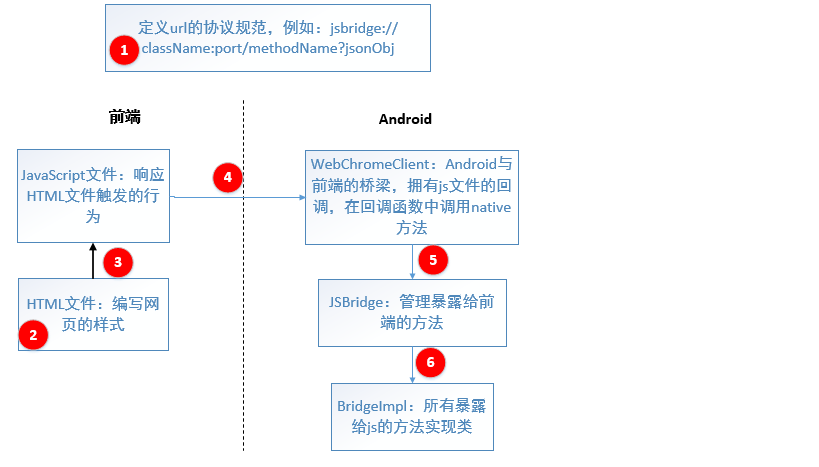 定义url的协议规范，例如：jsbridge://
className:port/methodName?jsonObj
1
前端
Android
JavaScript文件：响应
HTML文件触发的行
为
4
WebChromeClient：Android与
前端的桥梁，拥有js文件的回
调，在回调函数中调用native
方法
3
5
HTML文件：编写网
页的样式
2
JSBridge：管理暴露给前
端的方法
6
BridgeImpl：所有暴露
给js的方法实现类